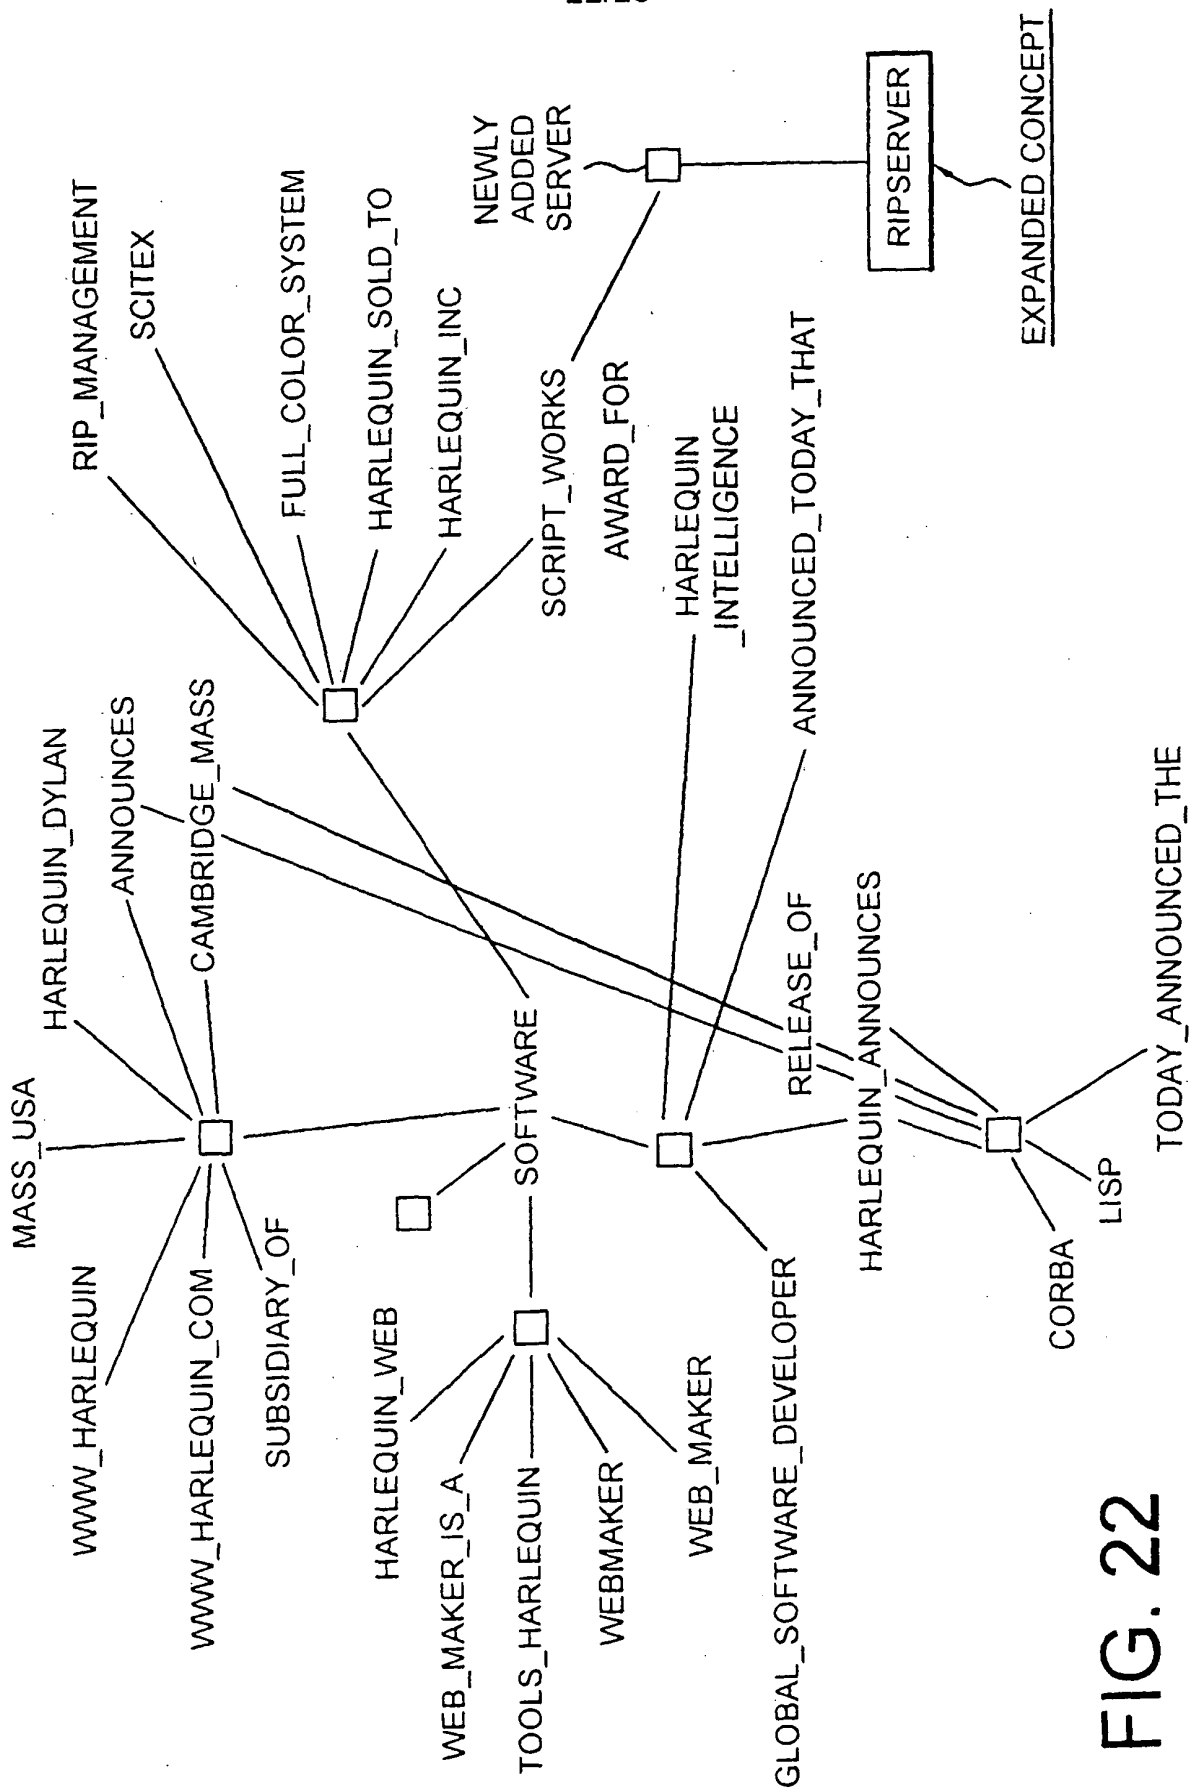 MASS_USA
HARLEQUIN_DYLAN
ANNOUNCES
CAMBRIDGE_MASS
WWW_HARLEQUIN
WWW_HARLEQUIN_COM
SUBSIDIARY_OF
RIP_MANAGEMENT
SCITEX
FULL_COLOR_SYSTEM
HARLEQUIN_SOLD_TO
HARLEQUIN_INC
SCRIPT_WORKS
NEWLY
ADDED
SERVER
RIPSERVER
EXPANDED CONCEPT
SOFTWARE
HARLEQUIN_WEB
WEB_MAKER_IS_A
TOOLS_HARLEQUIN
WEBMAKER
WEB_MAKER
AWARD_FOR
HARLEQUIN
_INTELLIGENCE
ANNOUNCED_TODAY_THAT
GLOBAL_SOFTWARE_DEVELOPER
RELEASE_OF
HARLEQUIN_ANNOUNCES
CORBA
LISP
TODAY_ANNOUNCED_THE
FIG. 22